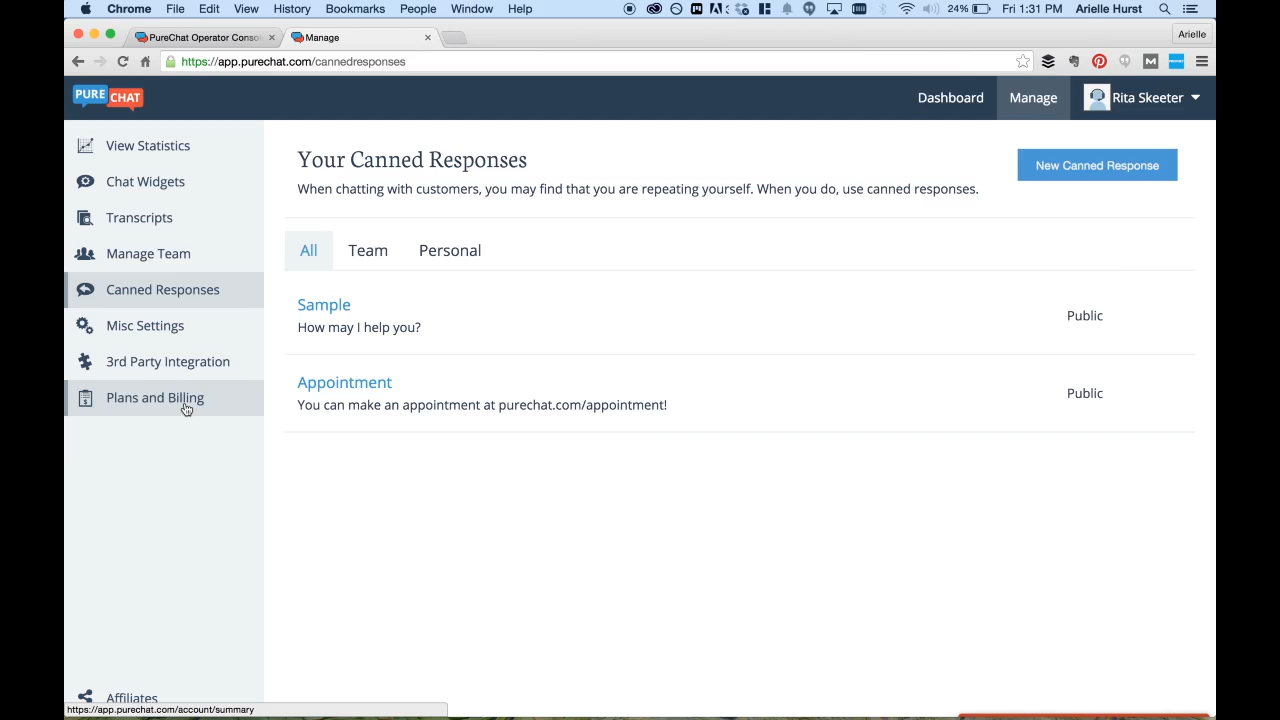 Chrome File Edit View History Bookmarks People Window Help 24% Fri 1:31 PM Arielle Hurst
PureChat Operator Consol Manage Arielle
https://app.purechat.com/cannedresponses
PURE CHAT Dashboard Manage Rita Skeeter
View Statistics
Chat Widgets
Transcripts
Manage Team
Canned Responses
Misc Settings
3rd Party Integration
Plans and Billing
Affiliates
Your Canned Responses
New Canned Response
When chatting with customers, you may find that you are repeating yourself. When you do, use canned responses.
All Team Personal
Sample
How may I help you?
Public
Appointment
You can make an appointment at purechat.com/appointment!
Public
https://app.purechat.com/account/summary